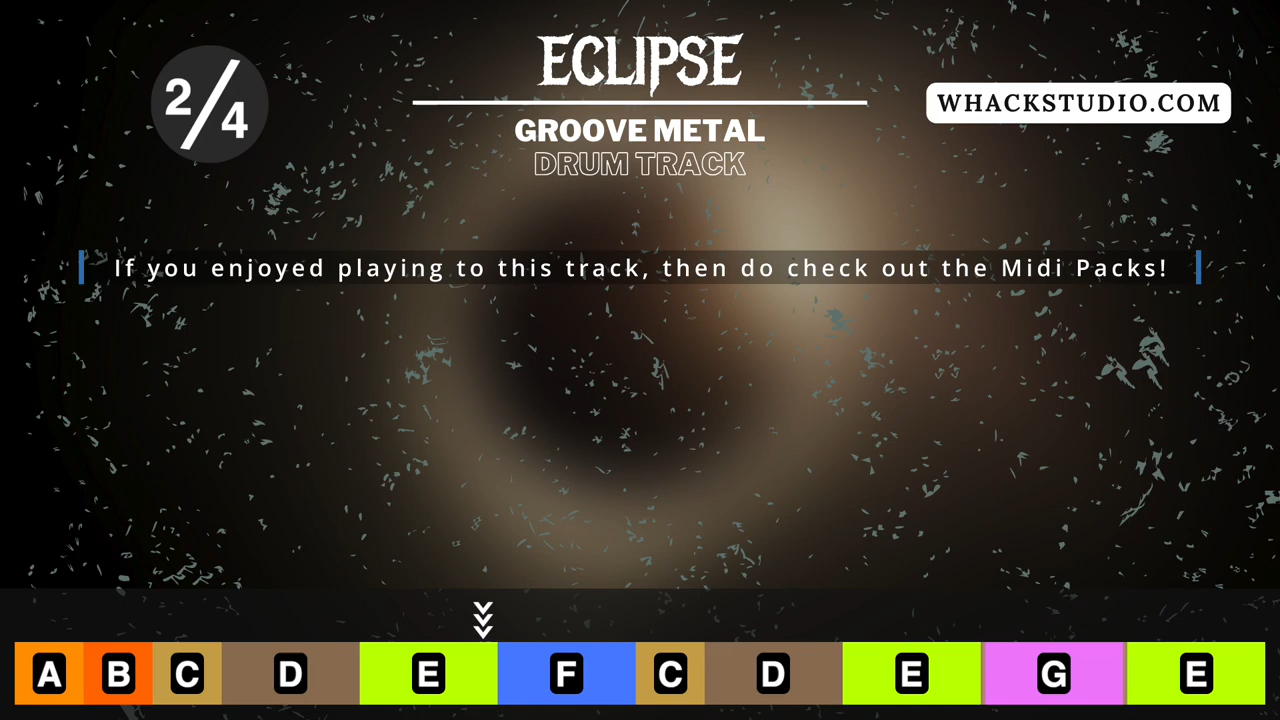 2/4
ECLIPSE
GROOVE METAL
DRUM TRACK
WHACKSTUDIO.COM
If you enjoyed playing to this track, then do check out the Midi Packs!
A B C D E F C D E G E